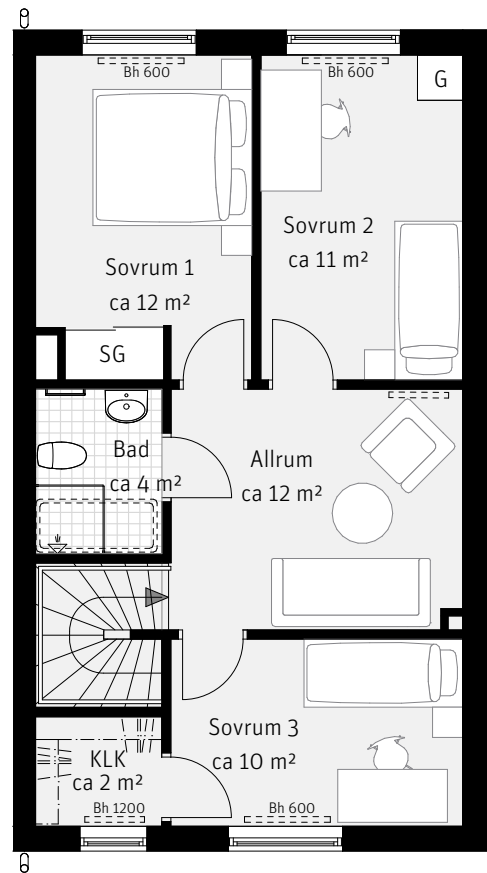 Bh 600
Bh 600
G
Sovrum 1
ca 12 m²
Sovrum 2
ca 11 m²
SG
Bad
ca 4 m²
Allrum
ca 12 m²
Sovrum 3
ca 10 m²
KLK
ca 2 m²
Bh 1200
Bh 600